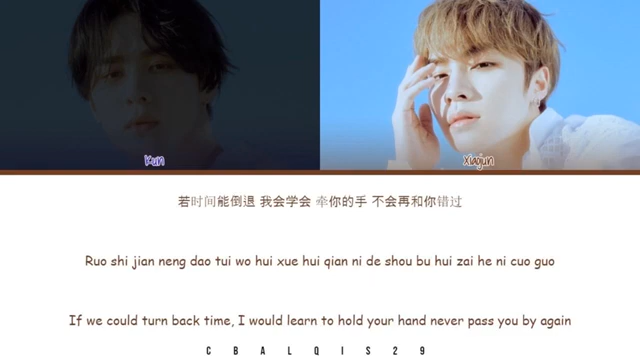 Kun
Xiaojun
若时间能倒退 我会学会 牵你的手 不会再和你错过
Ruo shi jian neng dao tui wo hui xue hui qian ni de shou bu hui zai he ni cuo guo
If we could turn back time, I would learn to hold your hand never pass you by again
CBALQIS29